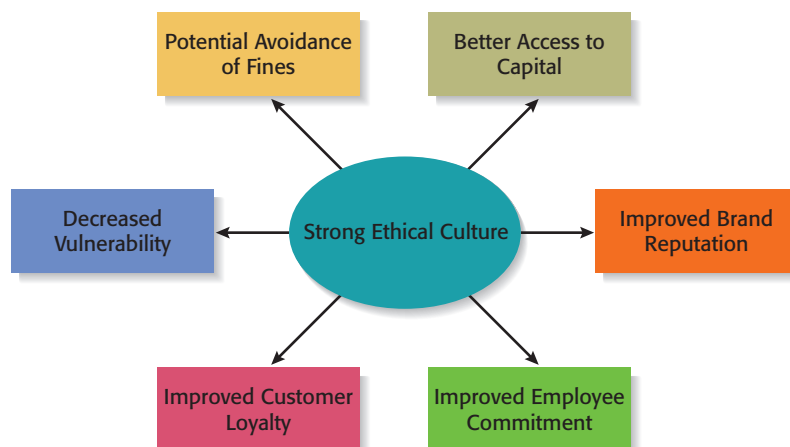 Potential Avoidance
of Fines
Better Access to
Capital
Decreased
Vulnerability
Strong Ethical Culture
Improved Brand
Reputation
Improved Customer
Loyalty
Improved Employee
Commitment